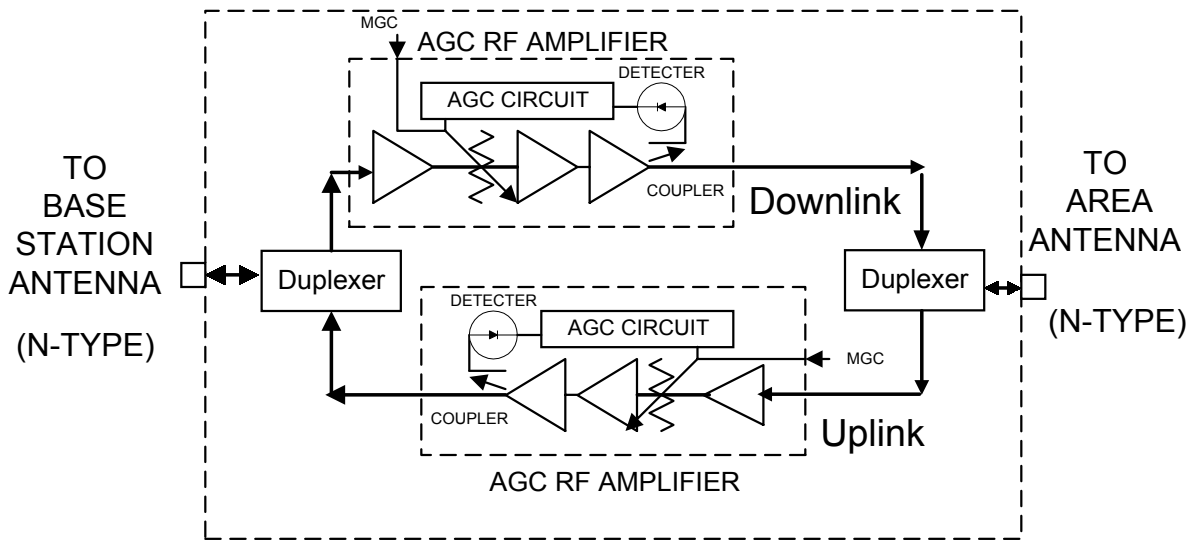 MGC
AGC RF AMPLIFIER
DETECTER
AGC CIRCUIT
COUPLER
Downlink
TO
BASE
STATION
ANTENNA
(N-TYPE)
Duplexer
Duplexer
TO
AREA
ANTENNA
(N-TYPE)
DETECTER
AGC CIRCUIT
MGC
COUPLER
Uplink
AGC RF AMPLIFIER